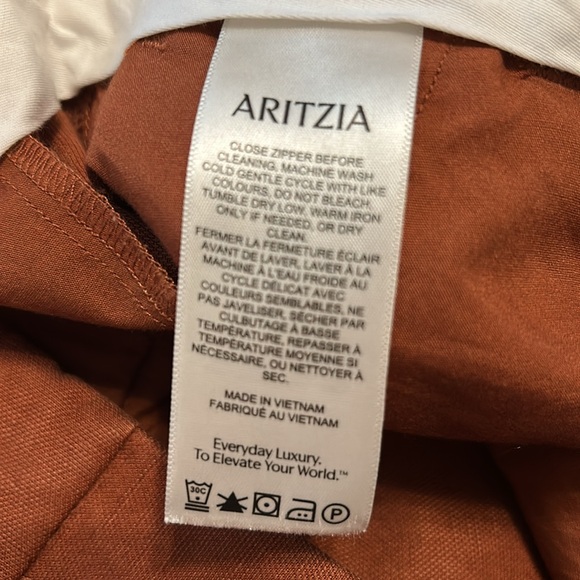 ARITZIA
CLOSE ZIPPER BEFORE
CLEANING, MACHINE WASH
COLD GENTLE CYCLE WITH LIKE
COLOURS, DO NOT BLEACH,
TUMBLE DRY LOW, WARM IRON
ONLY IF NEEDED, OR DRY
CLEAN.
FERMER LA FERMETURE ÉCLAIR
AVANT DE LAVER, LAVER À LA
MACHINE À L'EAU FROIDE AU
CYCLE DÉLICAT AVEC
COULEURS SEMBLABLES, NE
PAS JAVELISER, SÉCHER PAR
CULBUTAGE À BASSE
TEMPÉRATURE, REPASSER À
TEMPÉRATURE MOYENNE SI
NÉCESSAIRE, OU NETTOYER À
SEC.
MADE IN VIETNAM
FABRIQUÉ AU VIETNAM
Everyday Luxury.
To Elevate Your World.™
30C P